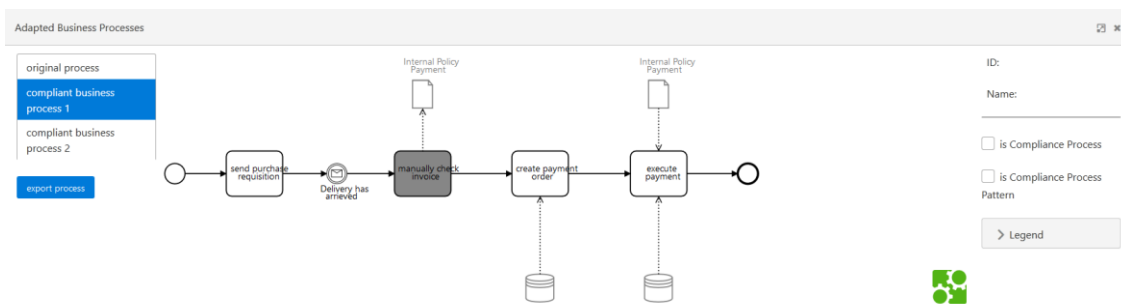 Adapted Business Processes
original process
compliant business
process 1
compliant business
process 2
export process
Internal Policy
Payment
Internal Policy
Payment
send purchase
requisition
Delivery has
arrieved
manually check
invoice
create payment
order
execute
payment
ID:
Name:
is Compliance Process
is Compliance Process
Pattern
Legend